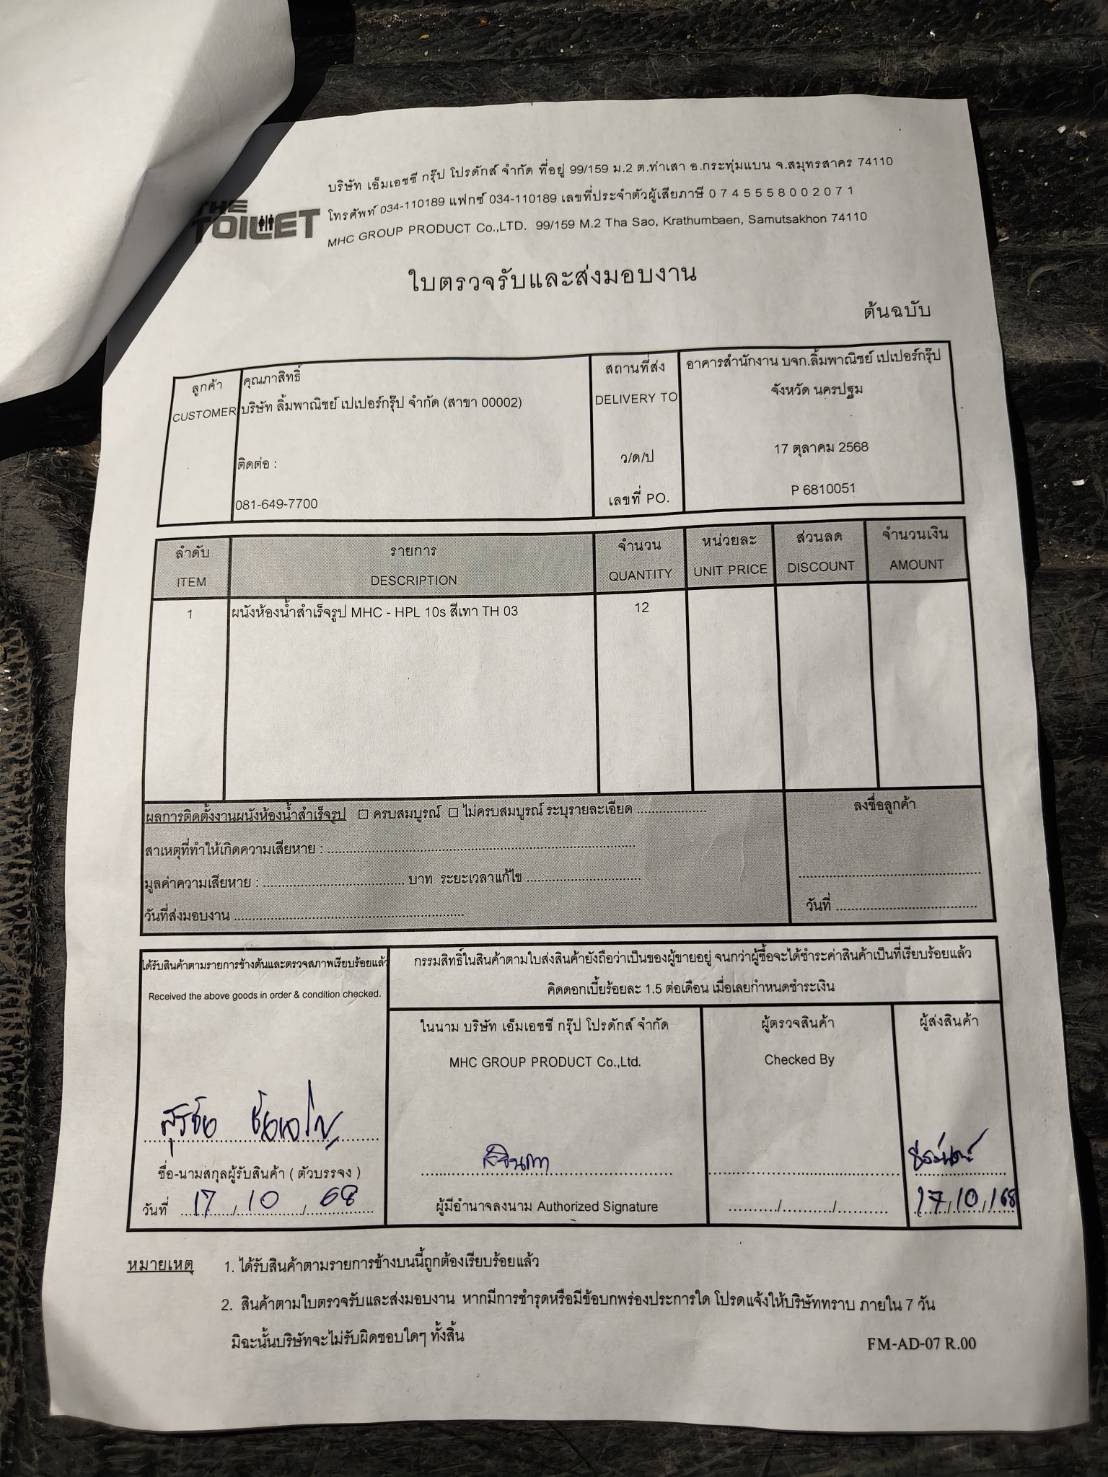 THE
TOILET
บริษัท เอ็มเอชซี กรุ๊ป โปรดักส์ จำกัด ที่อยู่ 99/159 ม.2 ต.ท่าเสา อ.กระทุ่มแบน จ.สมุทรสาคร 74110
โทรศัพท์ 034-110189 แฟกซ์ 034-110189 เลขที่ประจำตัวผู้เสียภาษี 0 7 4 5 5 5 8 0 0 2 0 7 1
MHC GROUP PRODUCT Co.,LTD. 99/159 M.2 Tha Sao, Krathumbaen, Samutsakhon 74110
ใบตรวจรับและส่งมอบงาน
ต้นฉบับ
ลูกค้า คุณภาสิทธิ์ สถานที่ส่ง อาคารสำนักงาน บจก.ลิ้มพาณิชย์ เปเปอร์กรุ๊ป
CUSTOMER บริษัท ลิ้มพาณิชย์ เปเปอร์กรุ๊ป จำกัด (สาขา 00002) DELIVERY TO จังหวัด นครปฐม
ติดต่อ : ว/ด/ป 17 ตุลาคม 2568
081-649-7700 เลขที่ PO. P 6810051
ลำดับ รายการ จำนวน หน่วยละ ส่วนลด จำนวนเงิน
ITEM DESCRIPTION QUANTITY UNIT PRICE DISCOUNT AMOUNT
1 ผนังห้องน้ำสำเร็จรูป MHC - HPL 10s สีเทา TH 03 12
ผลการติดตั้งงานผนังห้องน้ำสำเร็จรูป ☐ ครบสมบูรณ์ ☐ ไม่ครบสมบูรณ์ ระบุรายละเอียด .................. ลงชื่อลูกค้า
สาเหตุที่ทำให้เกิดความเสียหาย : ..................
มูลค่าความเสียหาย : .................. บาท ระยะเวลาแก้ไข ..................
วันที่ส่งมอบงาน .................. วันที่ ..................
ได้รับสินค้าตามรายการข้างต้นและตรวจสภาพเรียบร้อยแล้ว
Received the above goods in order & condition checked.
กรรมสิทธิ์ในสินค้าตามใบส่งสินค้ายังถือว่าเป็นของผู้ขายอยู่ จนกว่าผู้ซื้อจะได้ชำระค่าสินค้าเป็นที่เรียบร้อยแล้ว
คิดดอกเบี้ยร้อยละ 1.5 ต่อเดือน เมื่อเลยกำหนดชำระเงิน
ในนาม บริษัท เอ็มเอชซี กรุ๊ป โปรดักส์ จำกัด ผู้ตรวจสินค้า ผู้ส่งสินค้า
MHC GROUP PRODUCT Co.,Ltd. Checked By
สุรชัย
ชื่อ-นามสกุลผู้รับสินค้า ( ตัวบรรจง )
วันที่ 17 / 10 / 68
ผู้มีอำนาจลงนาม Authorized Signature ........../........../.......... 17/10/68
หมายเหตุ 1. ได้รับสินค้าตามรายการข้างบนนี้ถูกต้องเรียบร้อยแล้ว
2. สินค้าตามใบตรวจรับและส่งมอบงาน หากมีการชำรุดหรือมีข้อบกพร่องประการใด โปรดแจ้งให้บริษัททราบ ภายใน 7 วัน
มิฉะนั้นบริษัทจะไม่รับผิดชอบใดๆ ทั้งสิ้น
FM-AD-07 R.00